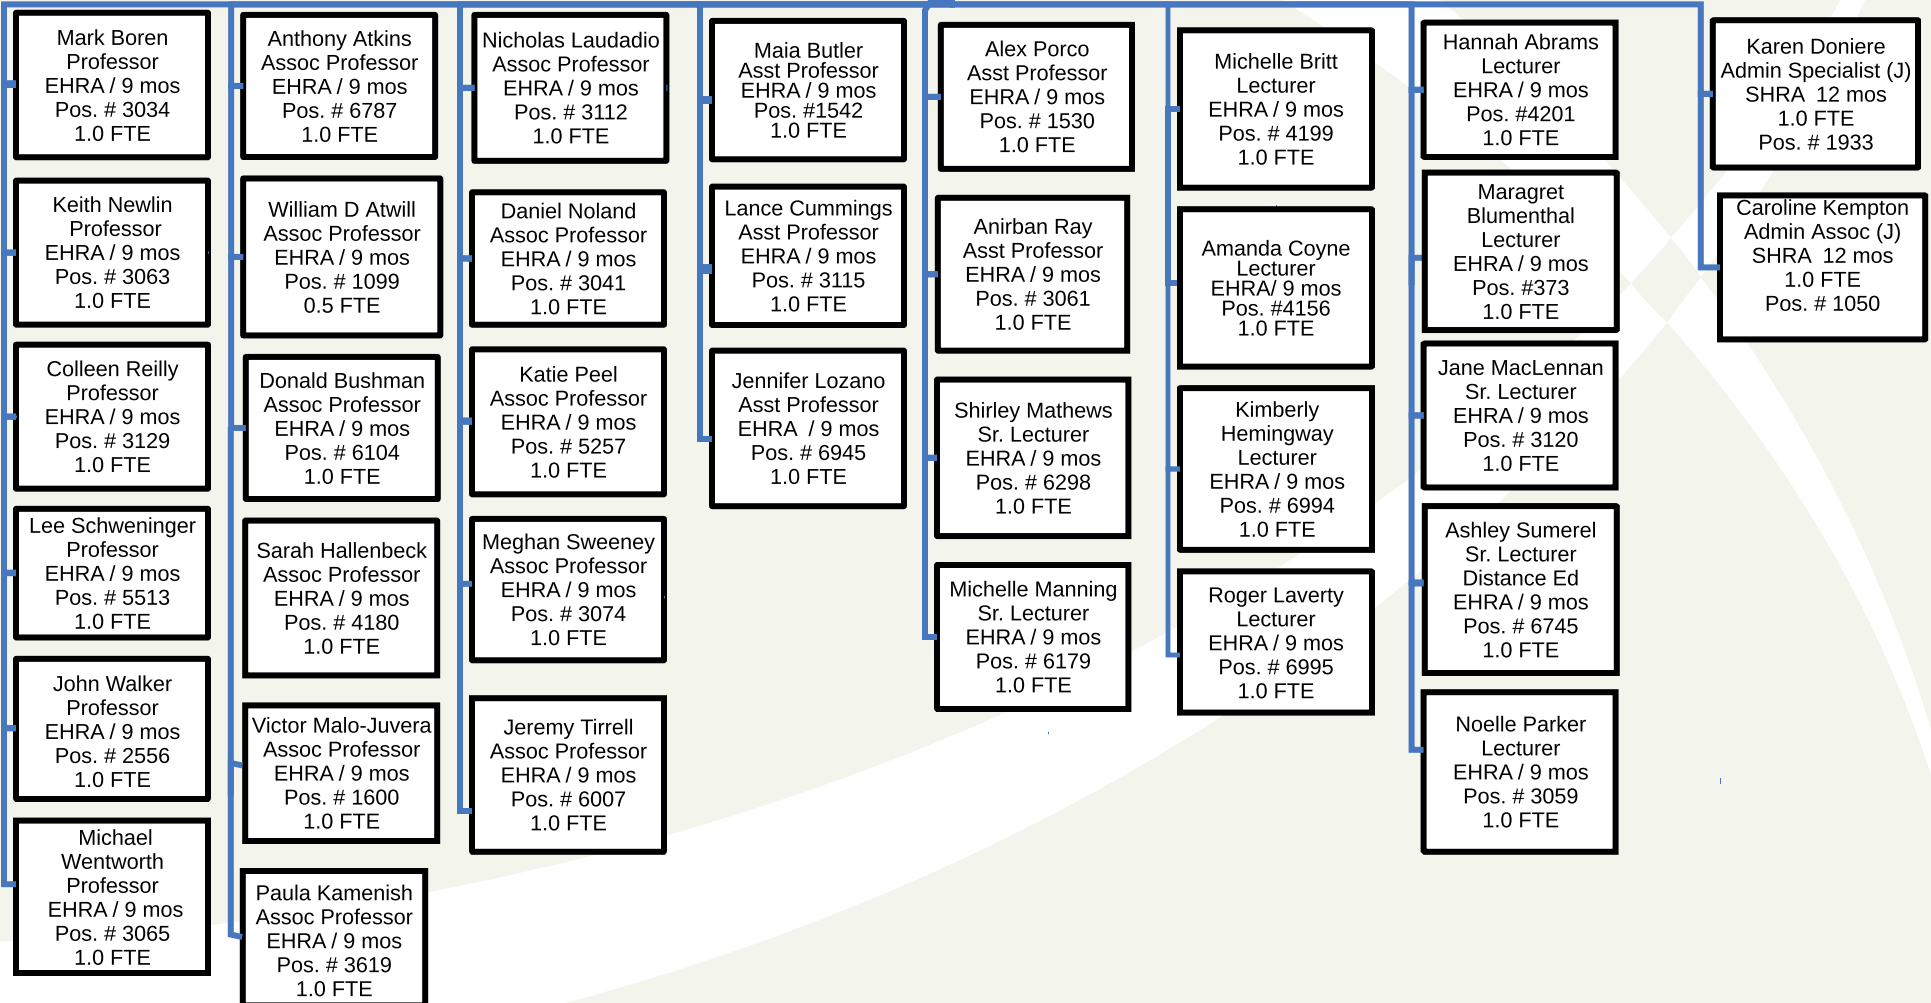 Mark Boren
Professor
EHRA / 9 mos
Pos. # 3034
1.0 FTE
Keith Newlin
Professor
EHRA / 9 mos
Pos. # 3063
1.0 FTE
Colleen Reilly
Professor
EHRA / 9 mos
Pos. # 3129
1.0 FTE
Lee Schweninger
Professor
EHRA / 9 mos
Pos. # 5513
1.0 FTE
John Walker
Professor
EHRA / 9 mos
Pos. # 2556
1.0 FTE
Michael
Wentworth
Professor
EHRA / 9 mos
Pos. # 3065
1.0 FTE
Anthony Atkins
Assoc Professor
EHRA / 9 mos
Pos. # 6787
1.0 FTE
William D Atwill
Assoc Professor
EHRA / 9 mos
Pos. # 1099
0.5 FTE
Donald Bushman
Assoc Professor
EHRA / 9 mos
Pos. # 6104
1.0 FTE
Sarah Hallenbeck
Assoc Professor
EHRA / 9 mos
Pos. # 4180
1.0 FTE
Victor Malo-Juvera
Assoc Professor
EHRA / 9 mos
Pos. # 1600
1.0 FTE
Paula Kamenish
Assoc Professor
EHRA / 9 mos
Pos. # 3619
1.0 FTE
Nicholas Laudadio
Assoc Professor
EHRA / 9 mos
Pos. # 3112
1.0 FTE
Daniel Noland
Assoc Professor
EHRA / 9 mos
Pos. # 3041
1.0 FTE
Katie Peel
Assoc Professor
EHRA / 9 mos
Pos. # 5257
1.0 FTE
Meghan Sweeney
Assoc Professor
EHRA / 9 mos
Pos. # 3074
1.0 FTE
Jeremy Tirrell
Assoc Professor
EHRA / 9 mos
Pos. # 6007
1.0 FTE
Maia Butler
Asst Professor
EHRA / 9 mos
Pos. #1542
1.0 FTE
Lance Cummings
Asst Professor
EHRA / 9 mos
Pos. # 3115
1.0 FTE
Jennifer Lozano
Asst Professor
EHRA / 9 mos
Pos. # 6945
1.0 FTE
Alex Porco
Asst Professor
EHRA / 9 mos
Pos. # 1530
1.0 FTE
Anirban Ray
Asst Professor
EHRA / 9 mos
Pos. # 3061
1.0 FTE
Shirley Mathews
Sr. Lecturer
EHRA / 9 mos
Pos. # 6298
1.0 FTE
Michelle Manning
Sr. Lecturer
EHRA / 9 mos
Pos. # 6179
1.0 FTE
Michelle Britt
Lecturer
EHRA / 9 mos
Pos. # 4199
1.0 FTE
Amanda Coyne
Lecturer
EHRA/ 9 mos
Pos. #4156
1.0 FTE
Kimberly
Hemingway
Lecturer
EHRA / 9 mos
Pos. # 6994
1.0 FTE
Roger Laverty
Lecturer
EHRA / 9 mos
Pos. # 6995
1.0 FTE
Hannah Abrams
Lecturer
EHRA / 9 mos
Pos. #4201
1.0 FTE
Maragret
Blumenthal
Lecturer
EHRA / 9 mos
Pos. #373
1.0 FTE
Jane MacLennan
Sr. Lecturer
EHRA / 9 mos
Pos. # 3120
1.0 FTE
Ashley Sumerel
Sr. Lecturer
Distance Ed
EHRA / 9 mos
Pos. # 6745
1.0 FTE
Noelle Parker
Lecturer
EHRA / 9 mos
Pos. # 3059
1.0 FTE
Karen Doniere
Admin Specialist (J)
SHRA 12 mos
1.0 FTE
Pos. # 1933
Caroline Kempton
Admin Assoc (J)
SHRA 12 mos
1.0 FTE
Pos. # 1050